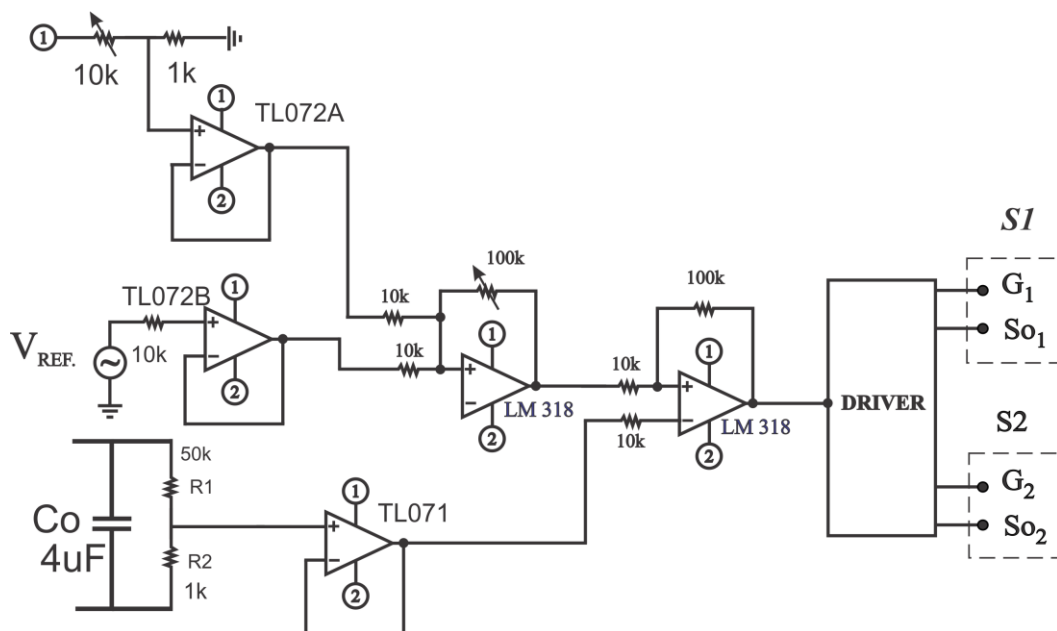 1
10k
1k
1
TL072A
+
−
2
S1
100k
G1
So1
TL072B
1
10k
VREF.
10k
+
−
2
10k
1
+
−
2
LM 318
100k
10k
1
+
−
2
LM 318
10k
DRIVER
S2
G2
So2
50k
R1
Co
4uF
R2
1k
1
TL071
+
−
2